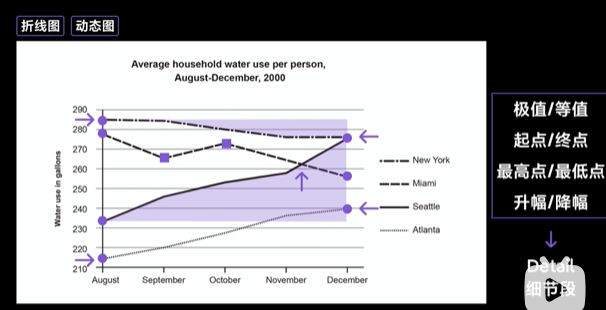 折线图 动态图
Average household water use per person,
August-December, 2000
Water use in gallons
290
280
270
260
250
240
230
220
210
August September October November December
New York
Miami
Seattle
Atlanta
极值/等值
起点/终点
最高点/最低点
升幅/降幅
Detail
细节段